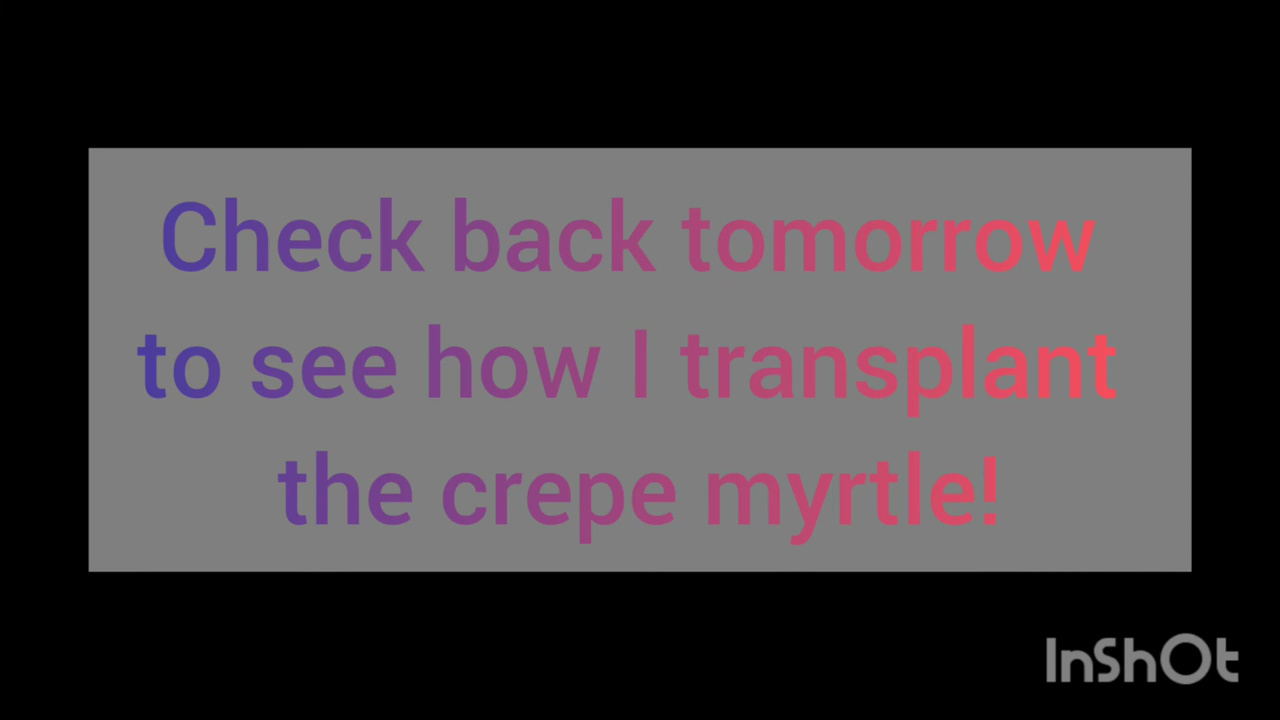 Check back tomorrow
to see how I transplant
the crepe myrtle!
InShOt